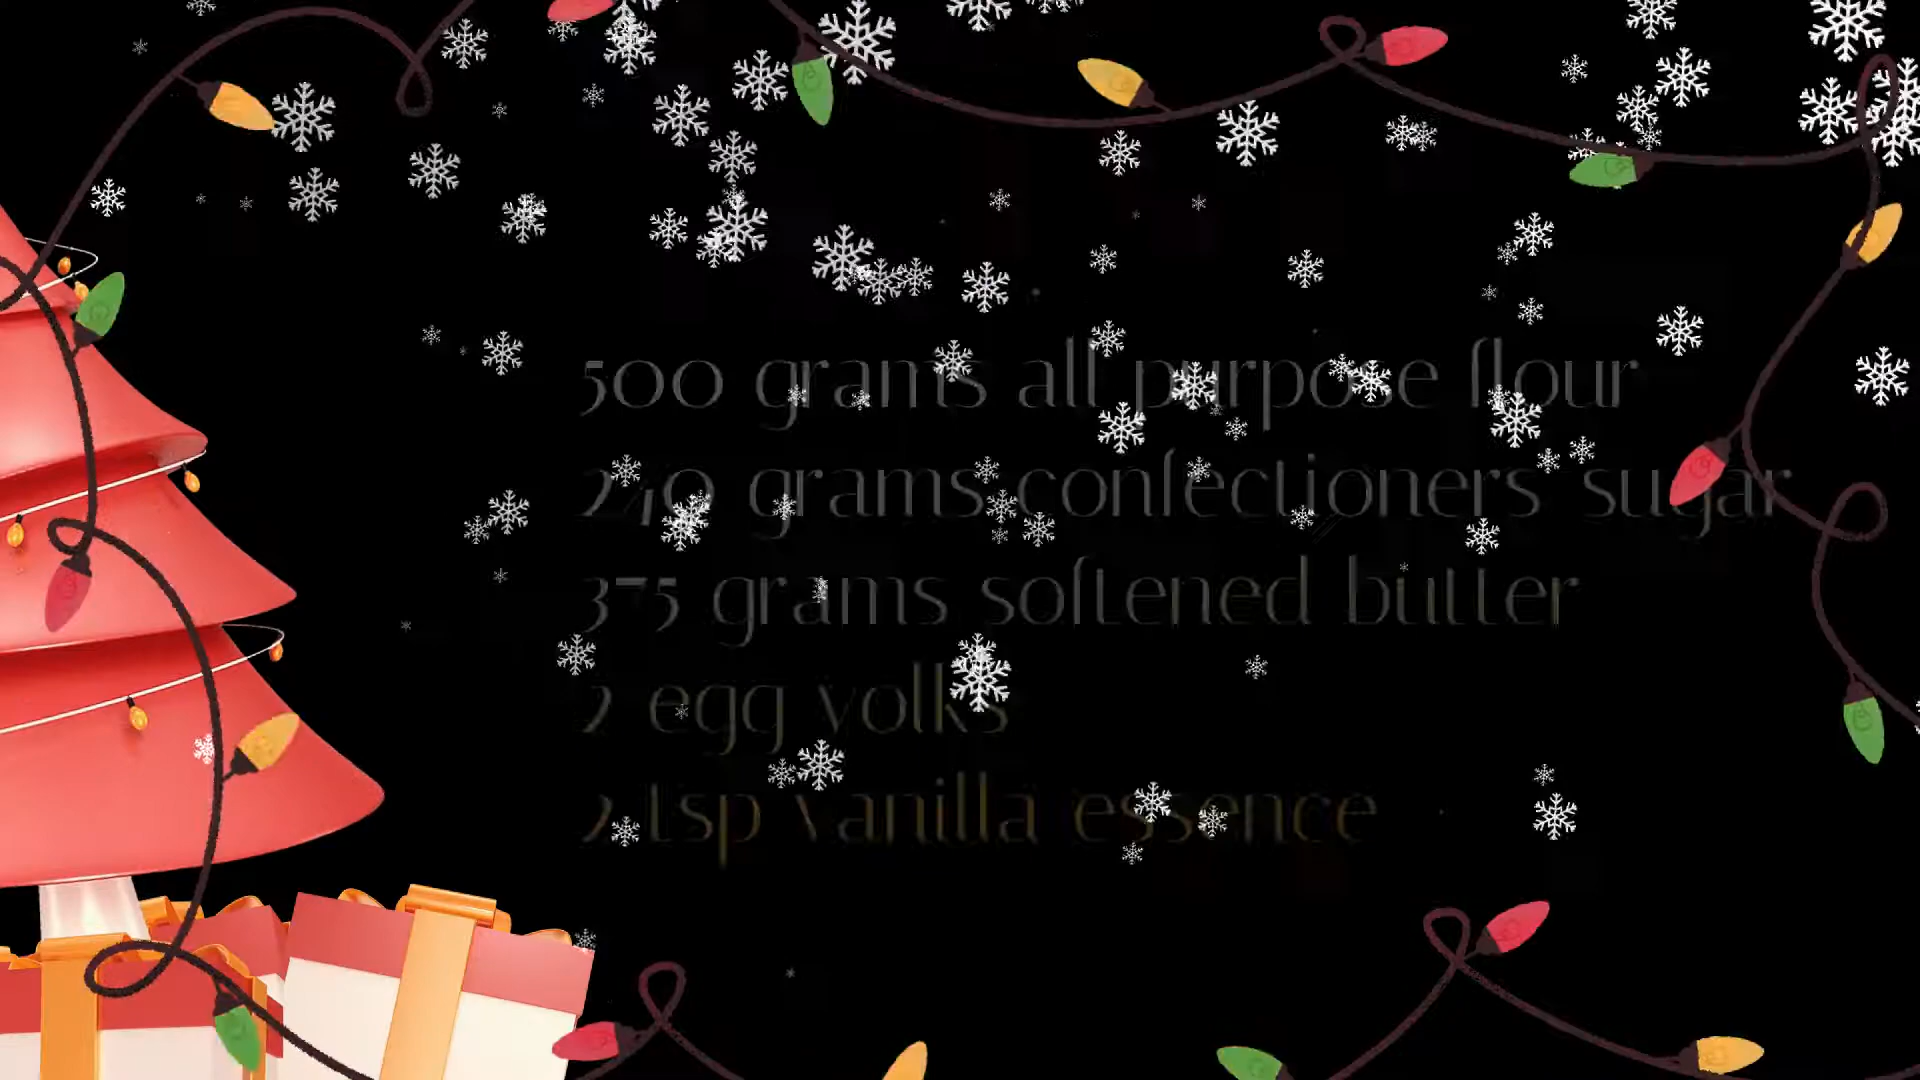 500 grams all purpose flour
240 grams confectioners sugar
375 grams softened butter
2 egg yolks
2 tsp vanilla essence